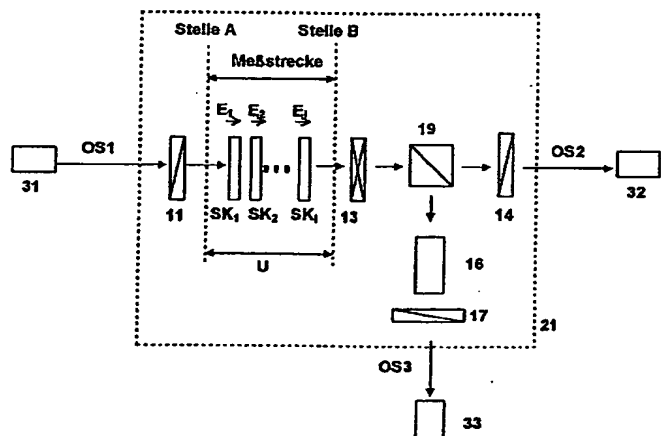 Stelle A
Stelle B
Meßstrecke
E₁ E₂ Eᵢ
19
OS1
OS2
31
11
SK₁ SK₂ SKᵢ
13
14
32
U
16
17
21
OS3
33